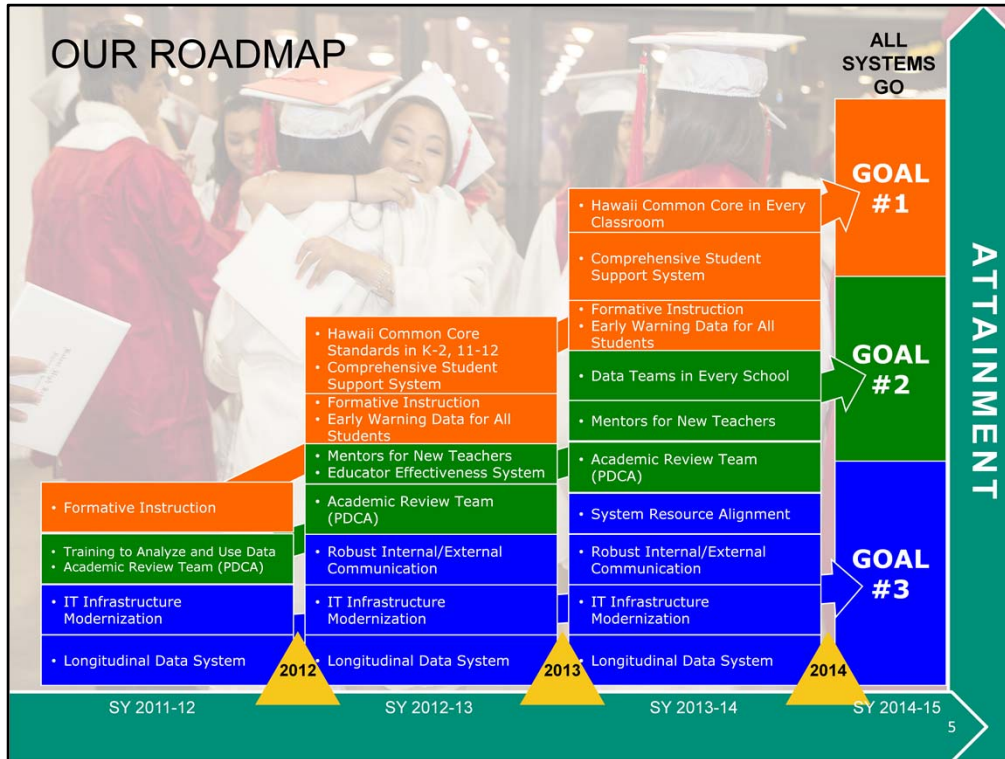 OUR ROADMAP
ALL
SYSTEMS
GO
• Formative Instruction
• Training to Analyze and Use Data
• Academic Review Team (PDCA)
• IT Infrastructure
Modernization
• Longitudinal Data System
• Hawaii Common Core
Standards in K-2, 11-12
• Comprehensive Student
Support System
• Formative Instruction
• Early Warning Data for All
Students
• Mentors for New Teachers
• Educator Effectiveness System
• Academic Review Team
(PDCA)
• Robust Internal/External
Communication
• IT Infrastructure
Modernization
• Longitudinal Data System
• Hawaii Common Core in Every
Classroom
• Comprehensive Student
Support System
• Formative Instruction
• Early Warning Data for All
Students
• Data Teams in Every School
• Mentors for New Teachers
• Academic Review Team
(PDCA)
• System Resource Alignment
• Robust Internal/External
Communication
• IT Infrastructure
Modernization
• Longitudinal Data System
GOAL
#1
GOAL
#2
GOAL
#3
ATTAINMENT
2012
2013
2014
SY 2011-12
SY 2012-13
SY 2013-14
SY 2014-15
5